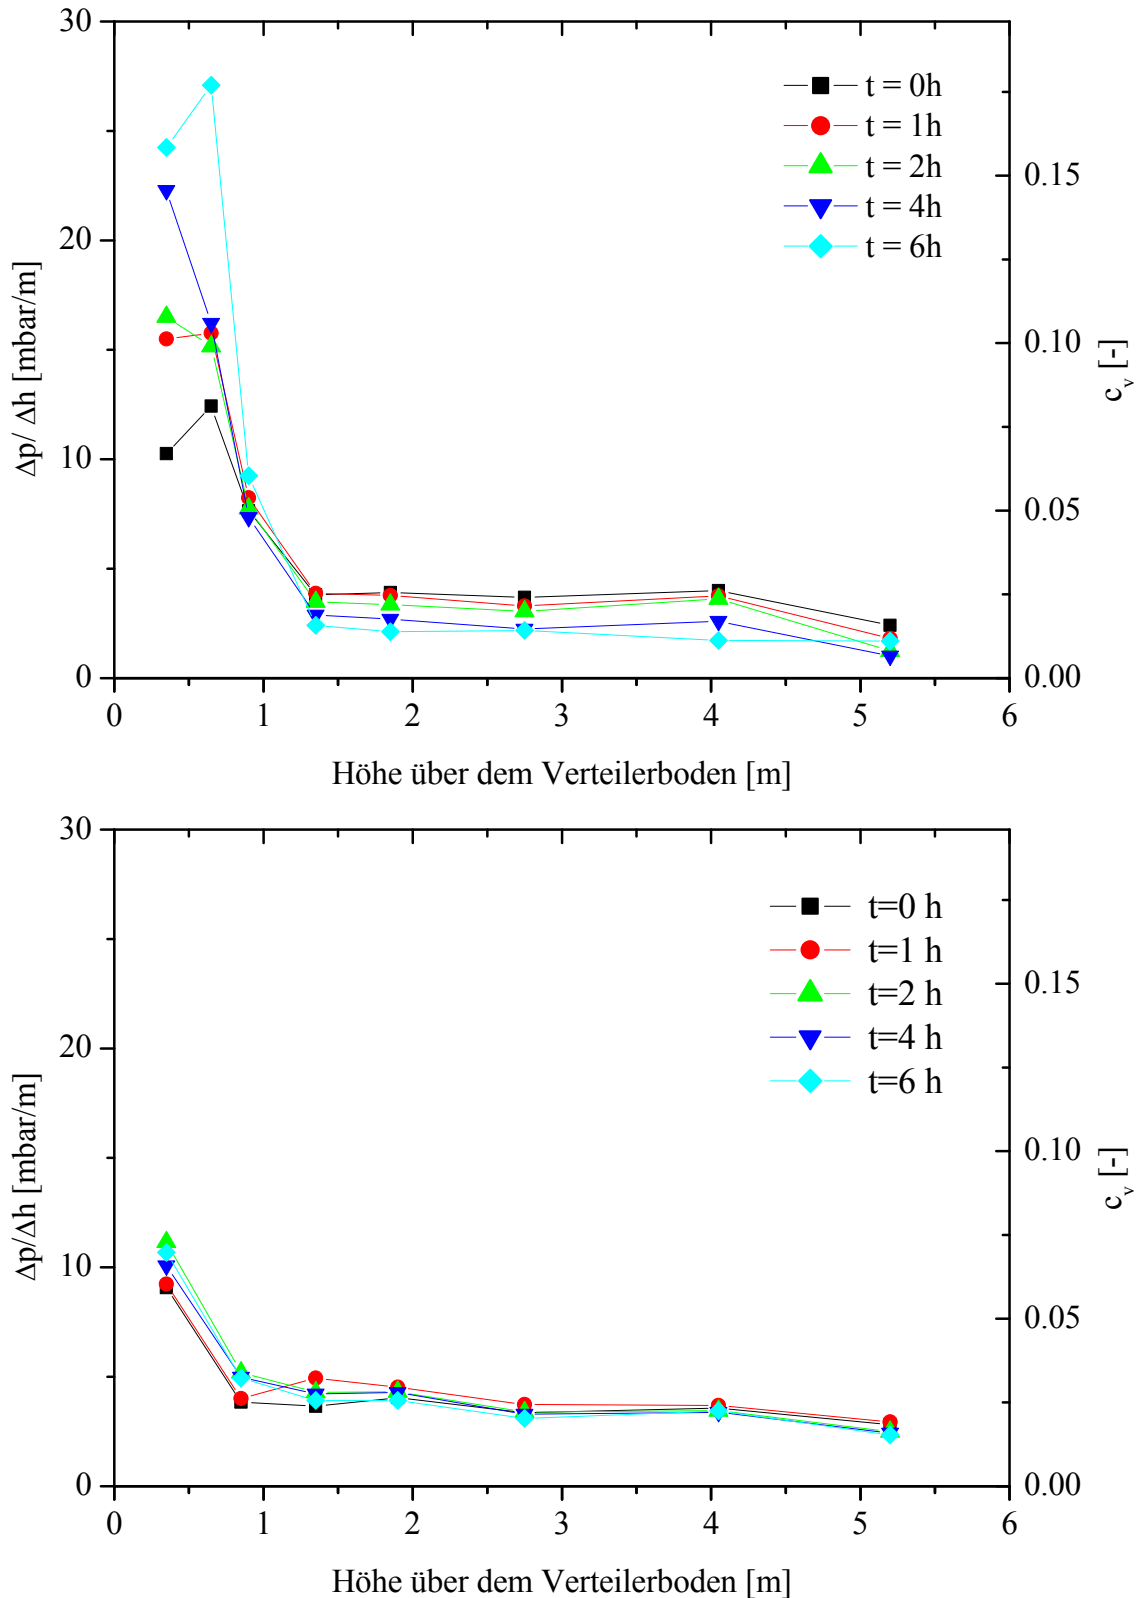 30
20
10
0
Δp/ Δh [mbar/m]
t = 0h
t = 1h
t = 2h
t = 4h
t = 6h
0.15
0.10
0.05
0.00
c_v [-]
0 1 2 3 4 5 6
Höhe über dem Verteilerboden [m]
30
20
10
0
Δp/Δh [mbar/m]
t=0 h
t=1 h
t=2 h
t=4 h
t=6 h
0.15
0.10
0.05
0.00
c_v [-]
0 1 2 3 4 5 6
Höhe über dem Verteilerboden [m]